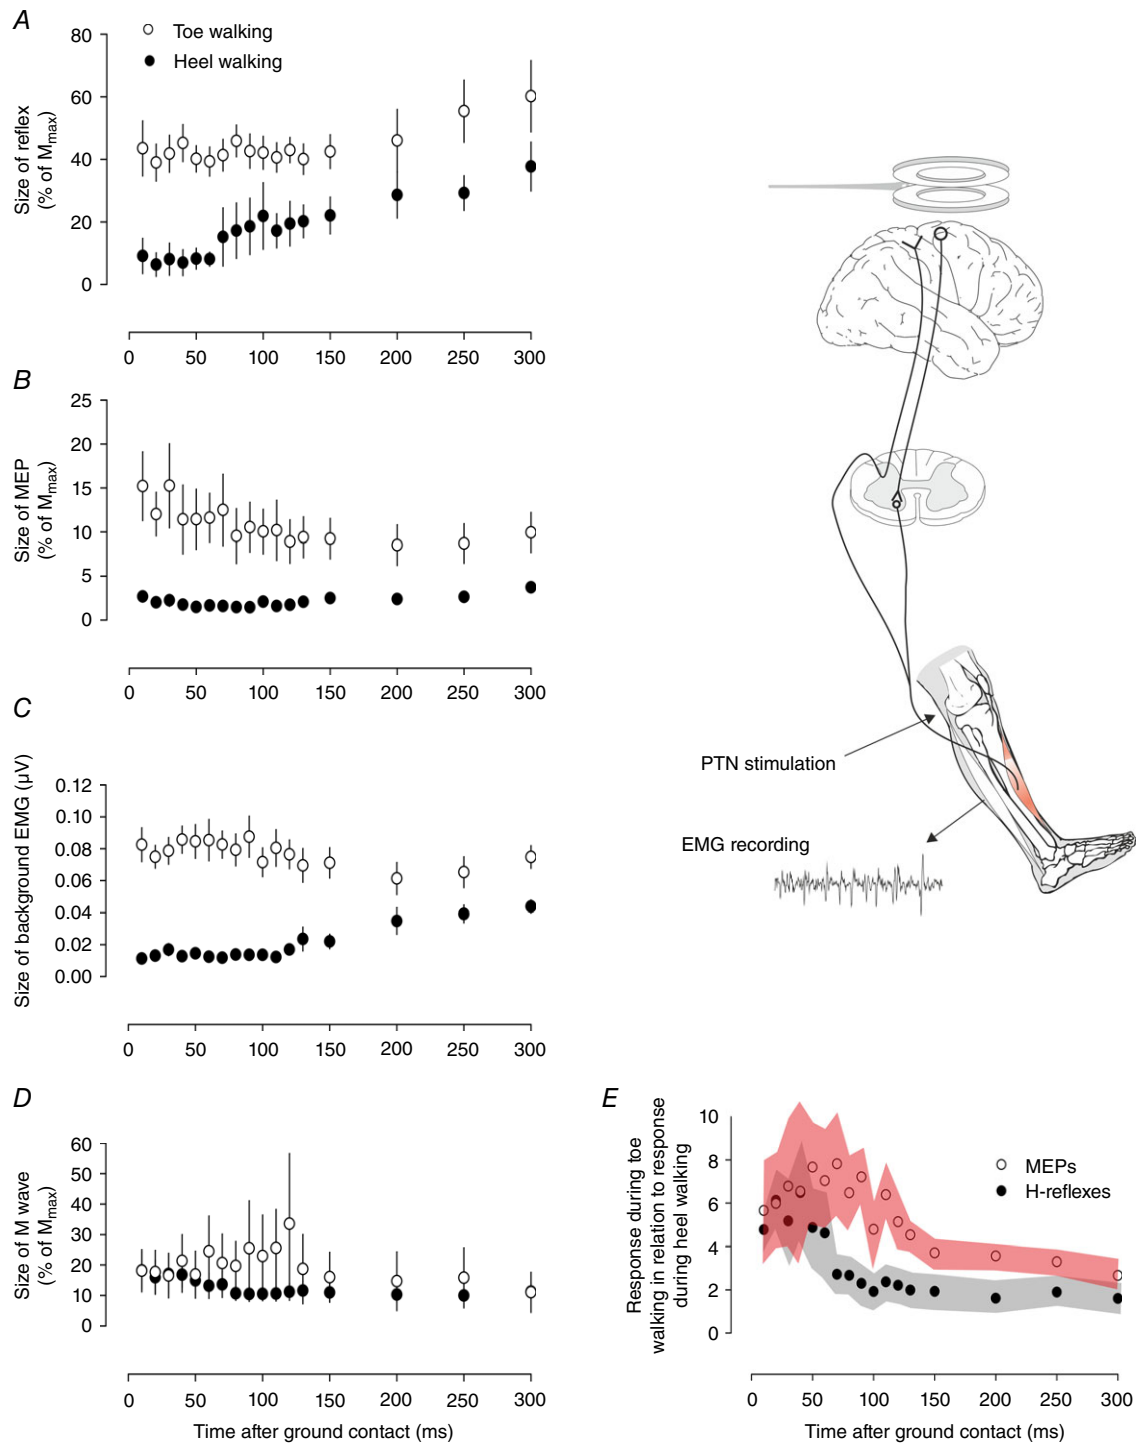 A
Toe walking
Heel walking
Size of reflex
(% of Mmax)
80
60
40
20
0
0 50 100 150 200 250 300
B
Size of MEP
(% of Mmax)
25
20
15
10
5
0
0 50 100 150 200 250 300
C
Size of background EMG (µV)
0.12
0.10
0.08
0.06
0.04
0.02
0.00
0 50 100 150 200 250 300
PTN stimulation
EMG recording
D
Size of M wave
(% of Mmax)
60
50
40
30
20
10
0
0 50 100 150 200 250 300
Time after ground contact (ms)
E
Response during toe
walking in relation to response
during heel walking
10
8
6
4
2
0
MEPs
H-reflexes
0 50 100 150 200 250 300
Time after ground contact (ms)